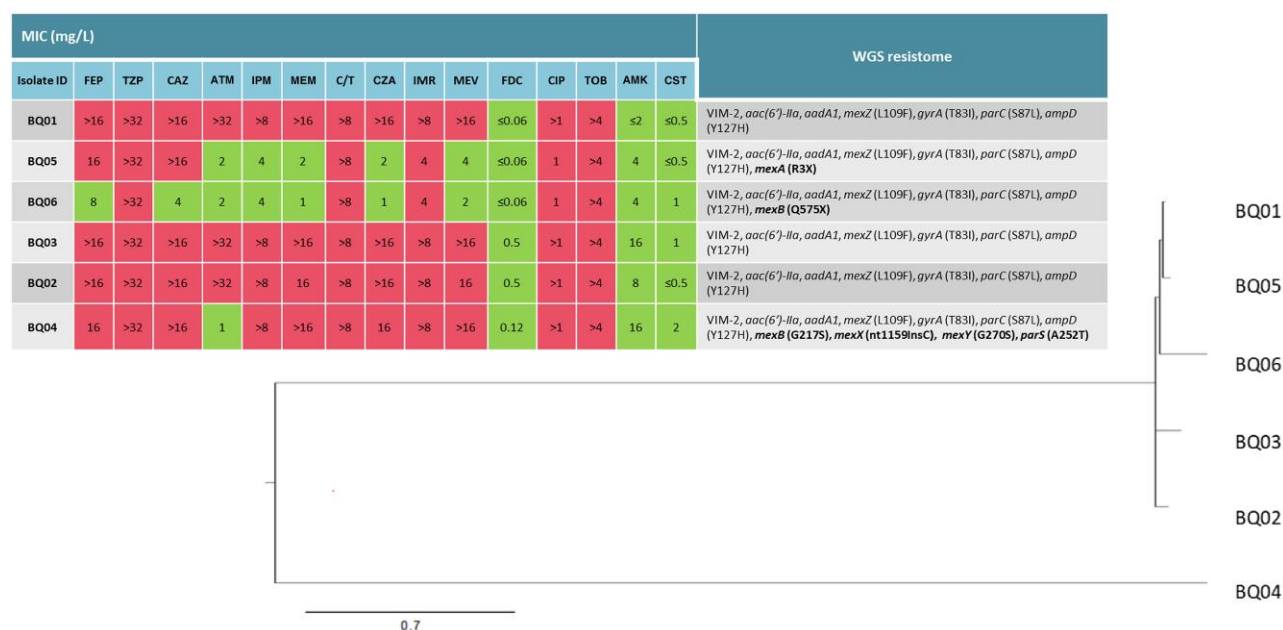 MIC (mg/L) WGS resistome
Isolate ID FEP TZP CAZ ATM IPM MEM C/T CZA IMR MEV FDC CIP TOB AMK CST
BQ01 >16 >32 >16 >32 >8 >16 >8 >16 >8 >16 ≤0.06 >1 >4 ≤2 ≤0.5 VIM-2, aac(6’)-IIa, aadA1, mexZ (L109F), gyrA (T83I), parC (S87L), ampD
(Y127H)
BQ05 16 >32 >16 2 4 2 >8 2 4 4 ≤0.06 1 >4 4 ≤0.5 VIM-2, aac(6’)-IIa, aadA1, mexZ (L109F), gyrA (T83I), parC (S87L), ampD
(Y127H), mexA (R3X)
BQ06 8 >32 4 2 4 1 >8 1 4 2 ≤0.06 1 >4 4 1 VIM-2, aac(6’)-IIa, aadA1, mexZ (L109F), gyrA (T83I), parC (S87L), ampD
(Y127H), mexB (Q575X)
BQ03 >16 >32 >16 >32 >8 >16 >8 >16 >8 >16 0.5 >1 >4 16 1 VIM-2, aac(6’)-IIa, aadA1, mexZ (L109F), gyrA (T83I), parC (S87L), ampD
(Y127H)
BQ02 >16 >32 >16 >32 >8 16 >8 >16 >8 16 0.5 >1 >4 8 ≤0.5 VIM-2, aac(6’)-IIa, aadA1, mexZ (L109F), gyrA (T83I), parC (S87L), ampD
(Y127H)
BQ04 16 >32 >16 1 >8 >16 >8 16 >8 >16 0.12 >1 >4 16 2 VIM-2, aac(6’)-IIa, aadA1, mexZ (L109F), gyrA (T83I), parC (S87L), ampD
(Y127H), mexB (G217S), mexX (nt1159InsC), mexY (G270S), parS (A252T)
BQ01
BQ05
BQ06
BQ03
BQ02
BQ04
0.7